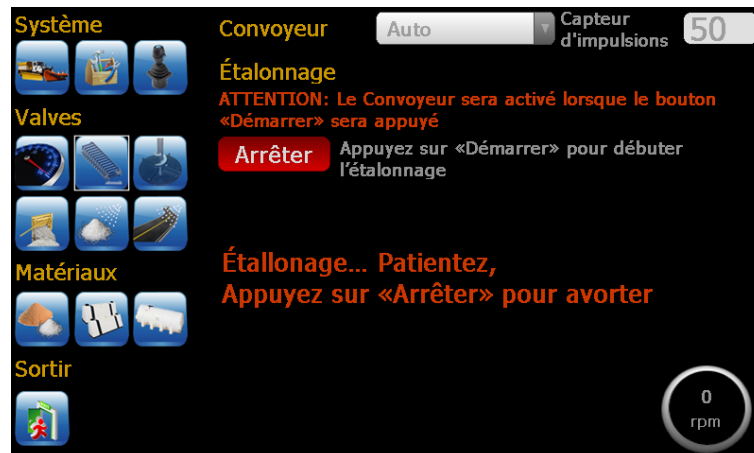 Système
Convoyeur
Auto
Capteur
d'impulsions
50
Étalonnage
ATTENTION: Le Convoyeur sera activé lorsque le bouton
«Démarrer» sera appuyé
Valves
Arrêter
Appuyez sur «Démarrer» pour débuter
l'étalonnage
Étallonage... Patientez,
Appuyez sur «Arrêter» pour avorter
Matériaux
Sortir
0
rpm